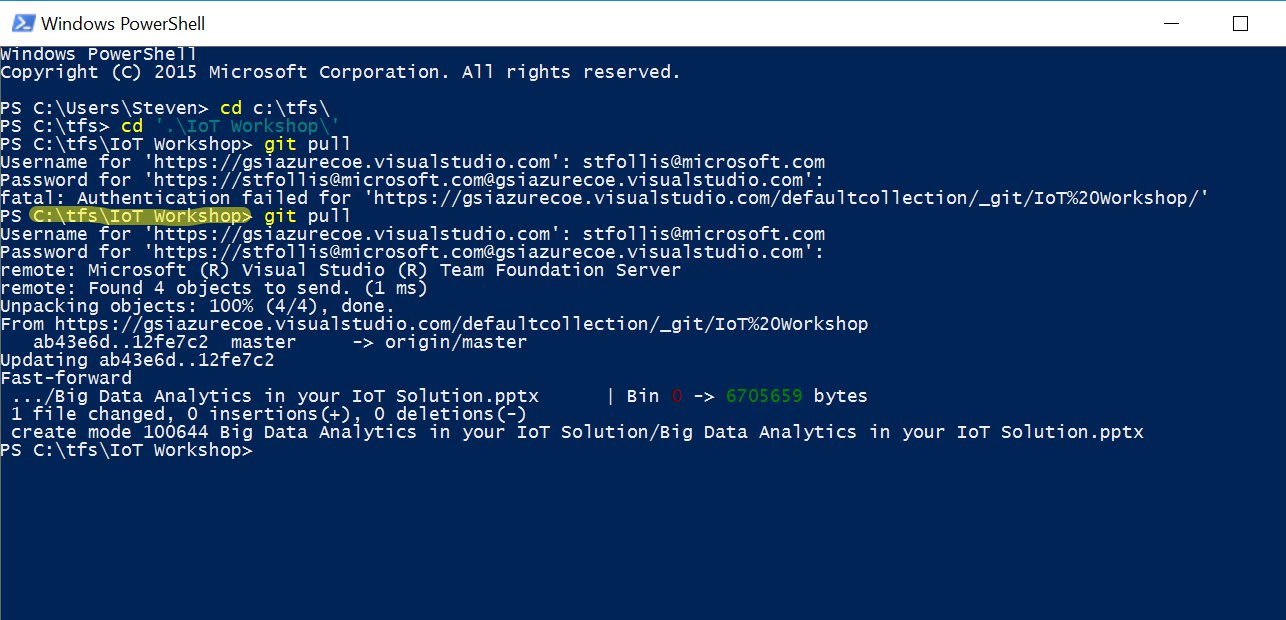 Windows PowerShell
Windows PowerShell
Copyright (C) 2015 Microsoft Corporation. All rights reserved.
PS C:\Users\Steven> cd c:\tfs\
PS C:\tfs> cd '.\IoT Workshop\'
PS C:\tfs\IoT Workshop> git pull
Username for 'https://gsiazurecoe.visualstudio.com': stfollis@microsoft.com
Password for 'https://stfollis@microsoft.com@gsiazurecoe.visualstudio.com':
fatal: Authentication failed for 'https://gsiazurecoe.visualstudio.com/defaultcollection/_git/IoT%20Workshop/'
PS C:\tfs\IoT Workshop> git pull
Username for 'https://gsiazurecoe.visualstudio.com': stfollis@microsoft.com
Password for 'https://stfollis@microsoft.com@gsiazurecoe.visualstudio.com':
remote: Microsoft (R) Visual Studio (R) Team Foundation Server
remote: Found 4 objects to send. (1 ms)
Unpacking objects: 100% (4/4), done.
From https://gsiazurecoe.visualstudio.com/defaultcollection/_git/IoT%20Workshop
   ab43e6d..12fe7c2  master     -> origin/master
Updating ab43e6d..12fe7c2
Fast-forward
 .../Big Data Analytics in your IoT Solution.pptx      | Bin 0 -> 6705659 bytes
 1 file changed, 0 insertions(+), 0 deletions(-)
 create mode 100644 Big Data Analytics in your IoT Solution/Big Data Analytics in your IoT Solution.pptx
PS C:\tfs\IoT Workshop>